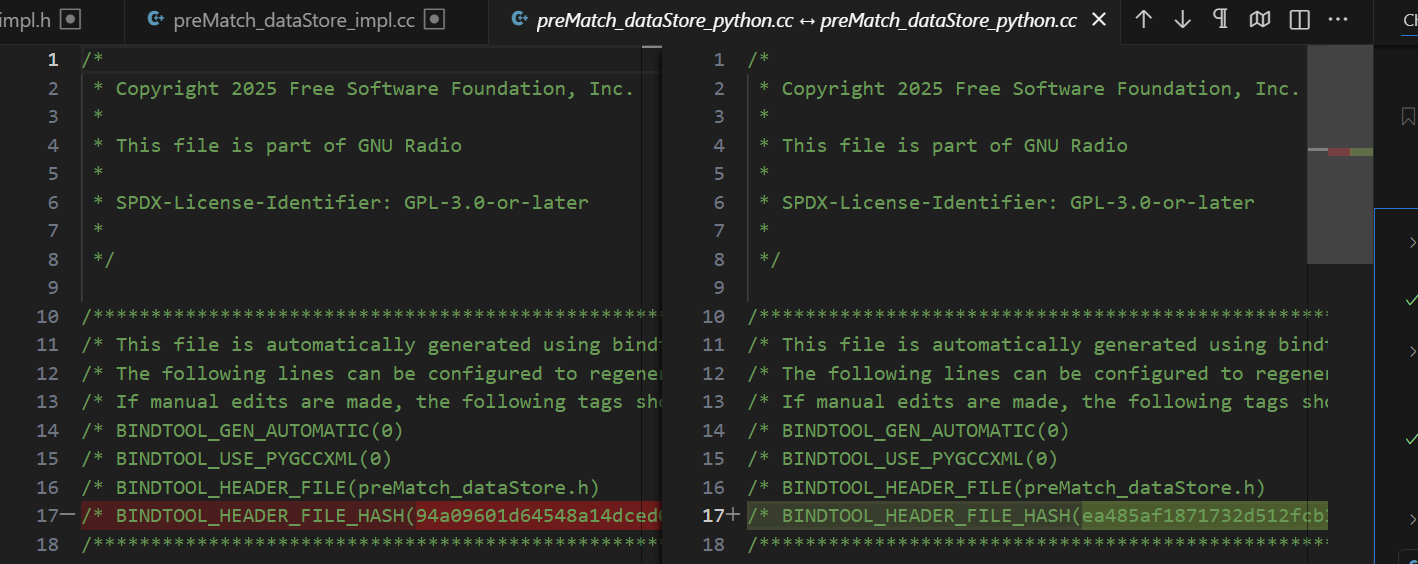 impl.h
preMatch_dataStore_impl.cc
preMatch_dataStore_python.cc ↔ preMatch_dataStore_python.cc
CH
1 /*
2 * Copyright 2025 Free Software Foundation, Inc.
3 *
4 * This file is part of GNU Radio
5 *
6 * SPDX-License-Identifier: GPL-3.0-or-later
7 *
8 */
9
10 /*************************************************
11 /* This file is automatically generated using bind
12 /* The following lines can be configured to regene
13 /* If manual edits are made, the following tags sh
14 /* BINDTOOL_GEN_AUTOMATIC(0)
15 /* BINDTOOL_USE_PYGCCXML(0)
16 /* BINDTOOL_HEADER_FILE(preMatch_dataStore.h)
17— /* BINDTOOL_HEADER_FILE_HASH(94a09601d64548a14dced
18 /*************************************************
1 /*
2 * Copyright 2025 Free Software Foundation, Inc.
3 *
4 * This file is part of GNU Radio
5 *
6 * SPDX-License-Identifier: GPL-3.0-or-later
7 *
8 */
9
10 /*************************************************
11 /* This file is automatically generated using bind
12 /* The following lines can be configured to regene
13 /* If manual edits are made, the following tags sh
14 /* BINDTOOL_GEN_AUTOMATIC(0)
15 /* BINDTOOL_USE_PYGCCXML(0)
16 /* BINDTOOL_HEADER_FILE(preMatch_dataStore.h)
17+ /* BINDTOOL_HEADER_FILE_HASH(ea485af1871732d512fcb
18 /*************************************************